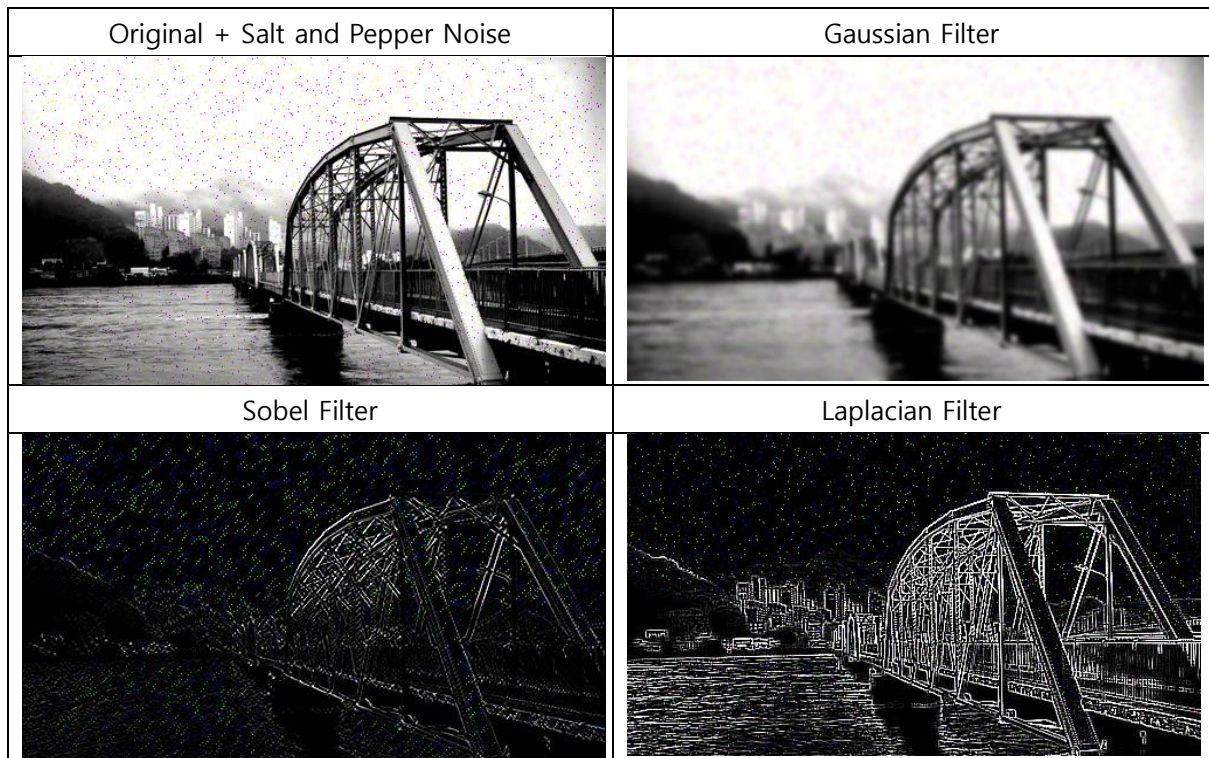 Original + Salt and Pepper Noise
Gaussian Filter
Sobel Filter
Laplacian Filter